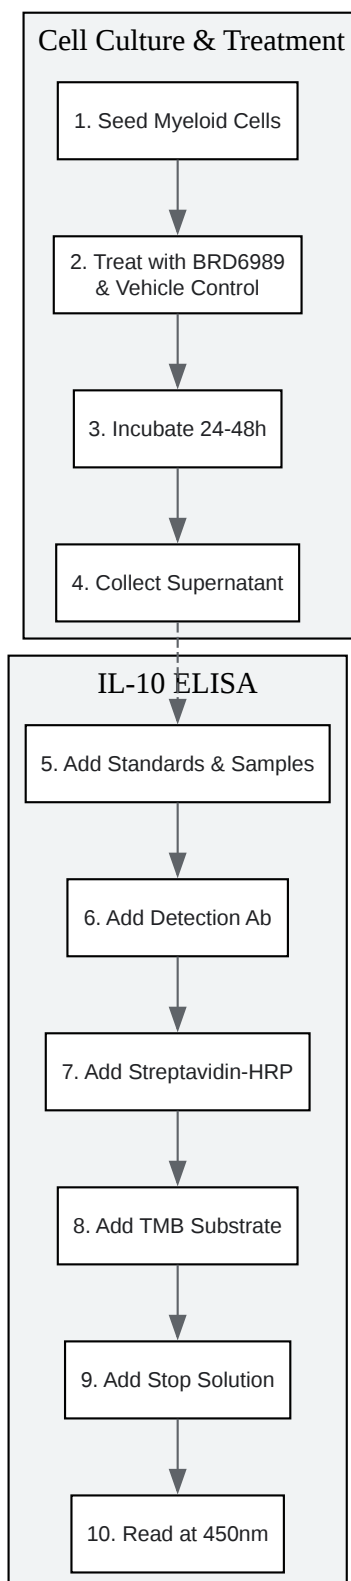 Cell Culture & Treatment
1. Seed Myeloid Cells
2. Treat with BRD6989
& Vehicle Control
3. Incubate 24-48h
4. Collect Supernatant
IL-10 ELISA
5. Add Standards & Samples
6. Add Detection Ab
7. Add Streptavidin-HRP
8. Add TMB Substrate
9. Add Stop Solution
10. Read at 450nm